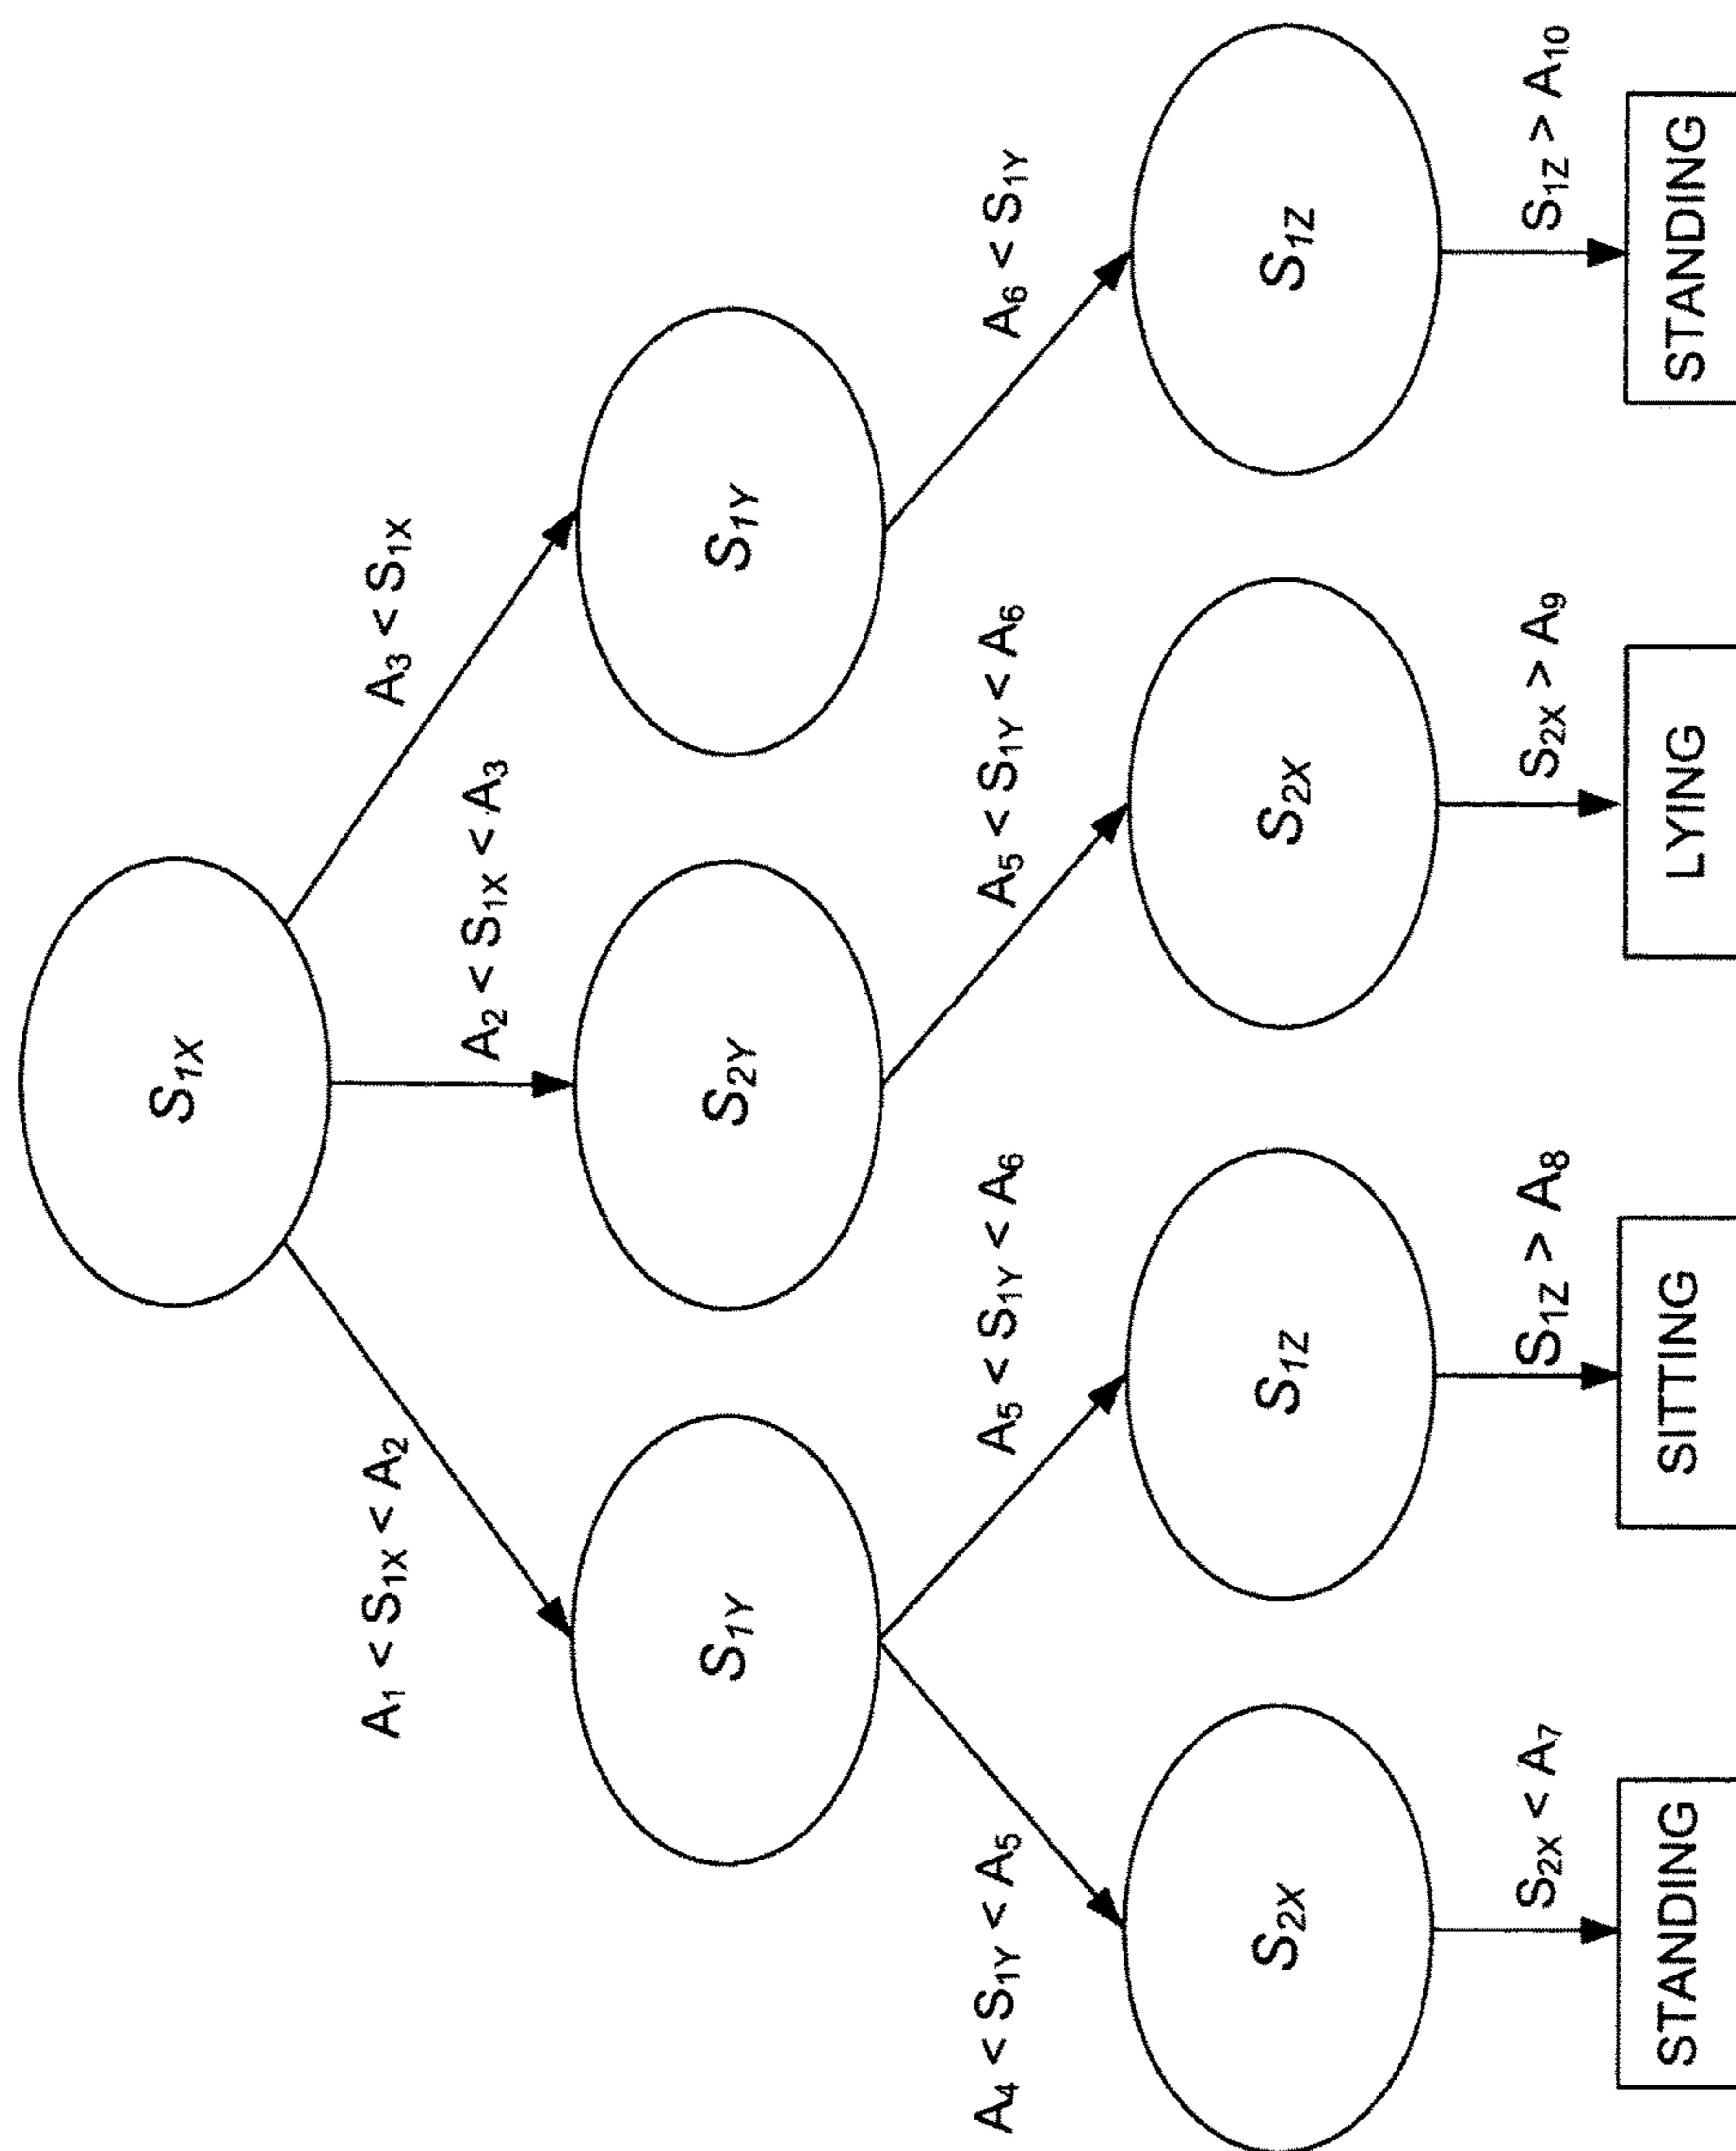 S₁X
A₁ < S₁X < A₂
A₃ < S₁X
A₂ < S₁X < A₃
S₁Y
S₂Y
S₁Y
A₄ < S₁Y < A₅
A₅ < S₁Y < A₆
A₅ < S₁Y < A₆
A₆ < S₁Y
S₂X
S₁Z
S₂X
S₁Z
S₂X < A₇
S₁Z > A₈
S₂X > A₉
S₁Z > A₁₀
STANDING
SITTING
LYING
STANDING